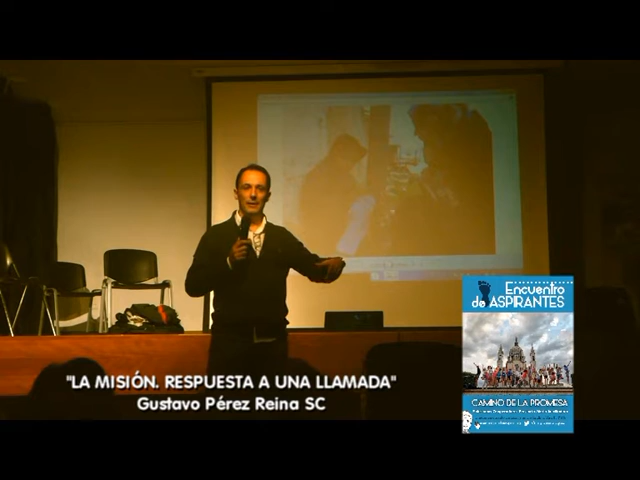 Encuentro
de ASPIRANTES
CAMINO DE LA PROMESA
"LA MISIÓN. RESPUESTA A UNA LLAMADA"
Gustavo Pérez Reina SC